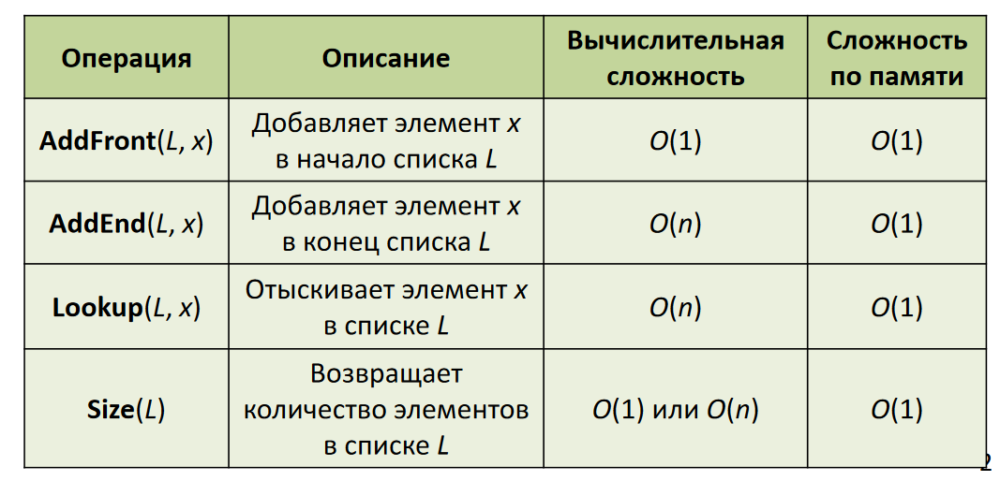 Операция Описание Вычислительная сложность Сложность по памяти
AddFront(L, x) Добавляет элемент x в начало списка L O(1) O(1)
AddEnd(L, x) Добавляет элемент x в конец списка L O(n) O(1)
Lookup(L, x) Отыскивает элемент x в списке L O(n) O(1)
Size(L) Возвращает количество элементов в списке L O(1) или O(n) O(1)
2